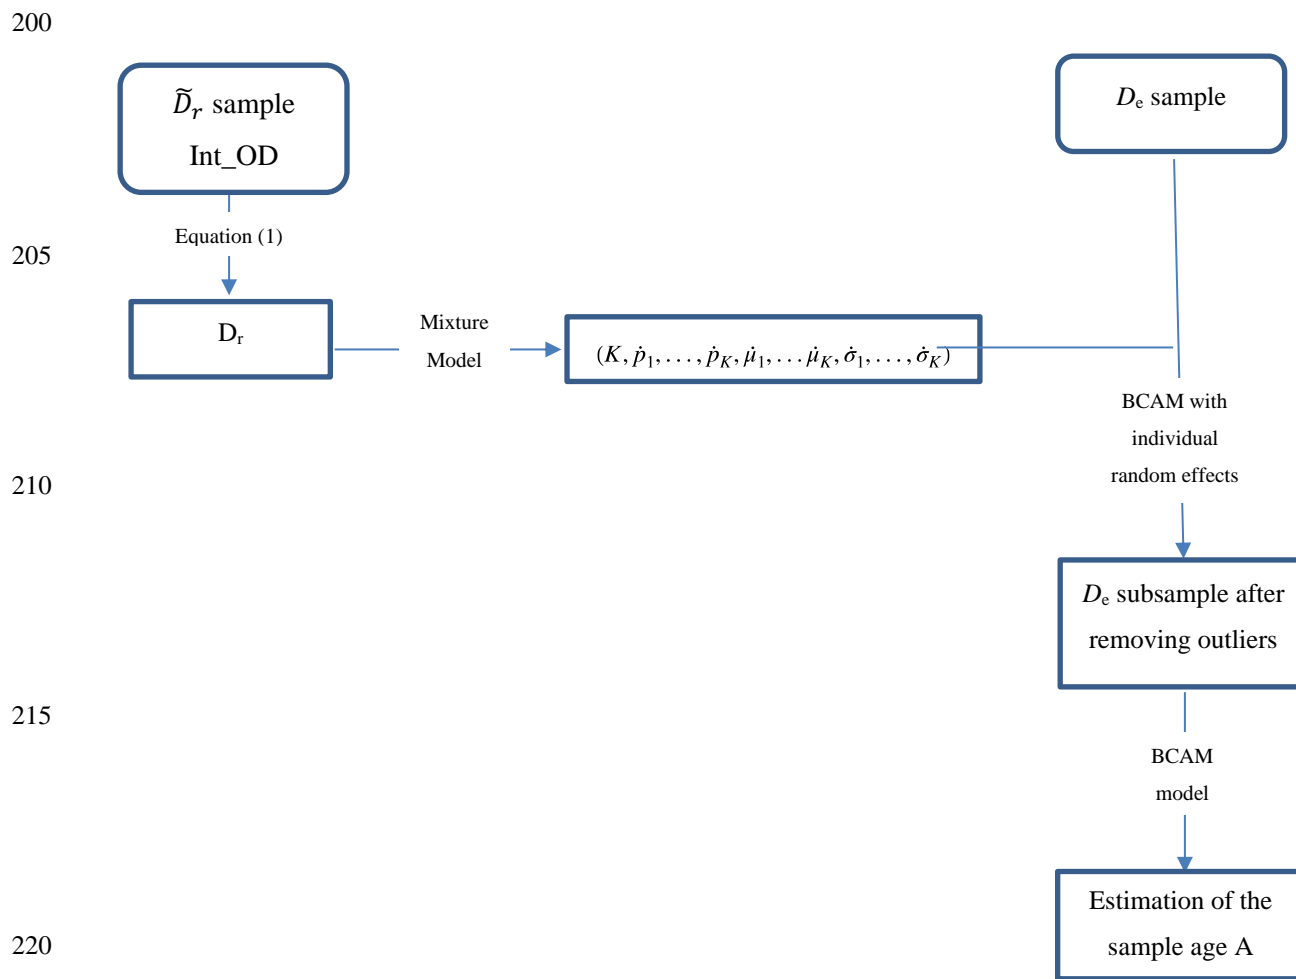 200
D̃r sample
Int_OD
De sample
Equation (1)
205
Dr
Mixture
Model
(K, ṗ1, . . . , ṗK, μ̇1, . . . μ̇K, σ̇1, . . . , σ̇K)
BCAM with
individual
random effects
210
De subsample after
removing outliers
215
BCAM
model
Estimation of the
sample age A
220